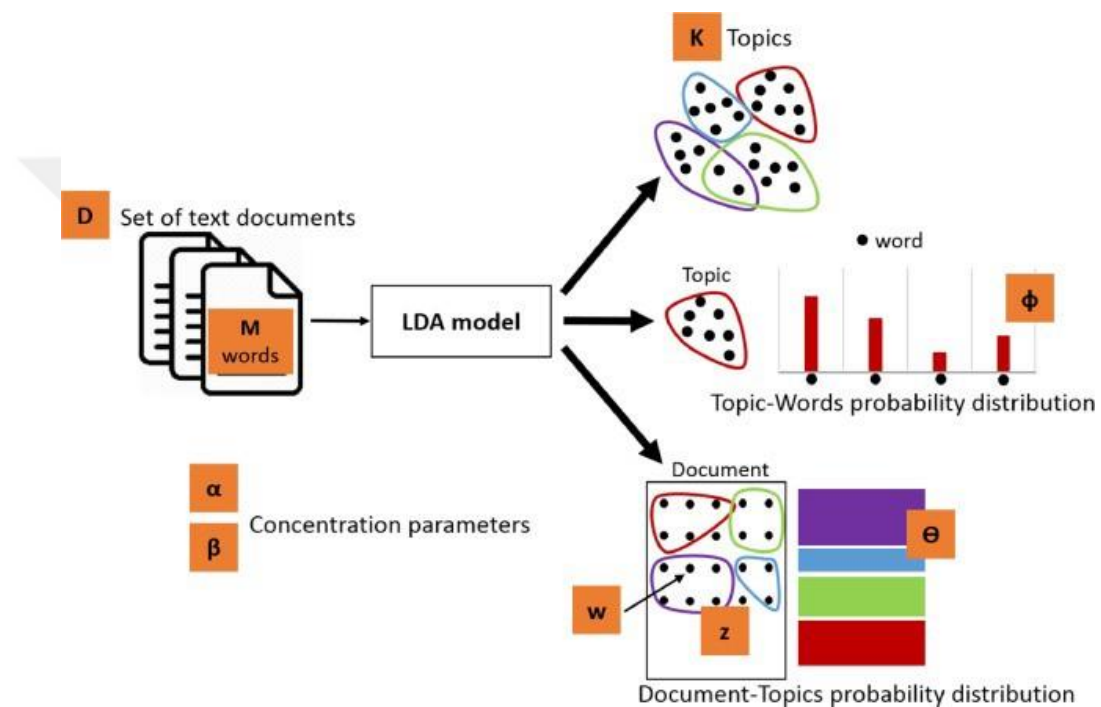 K Topics
D Set of text documents
M
words
LDA model
word
Topic
ϕ
Topic-Words probability distribution
α
β
Concentration parameters
Document
Θ
w
z
Document-Topics probability distribution